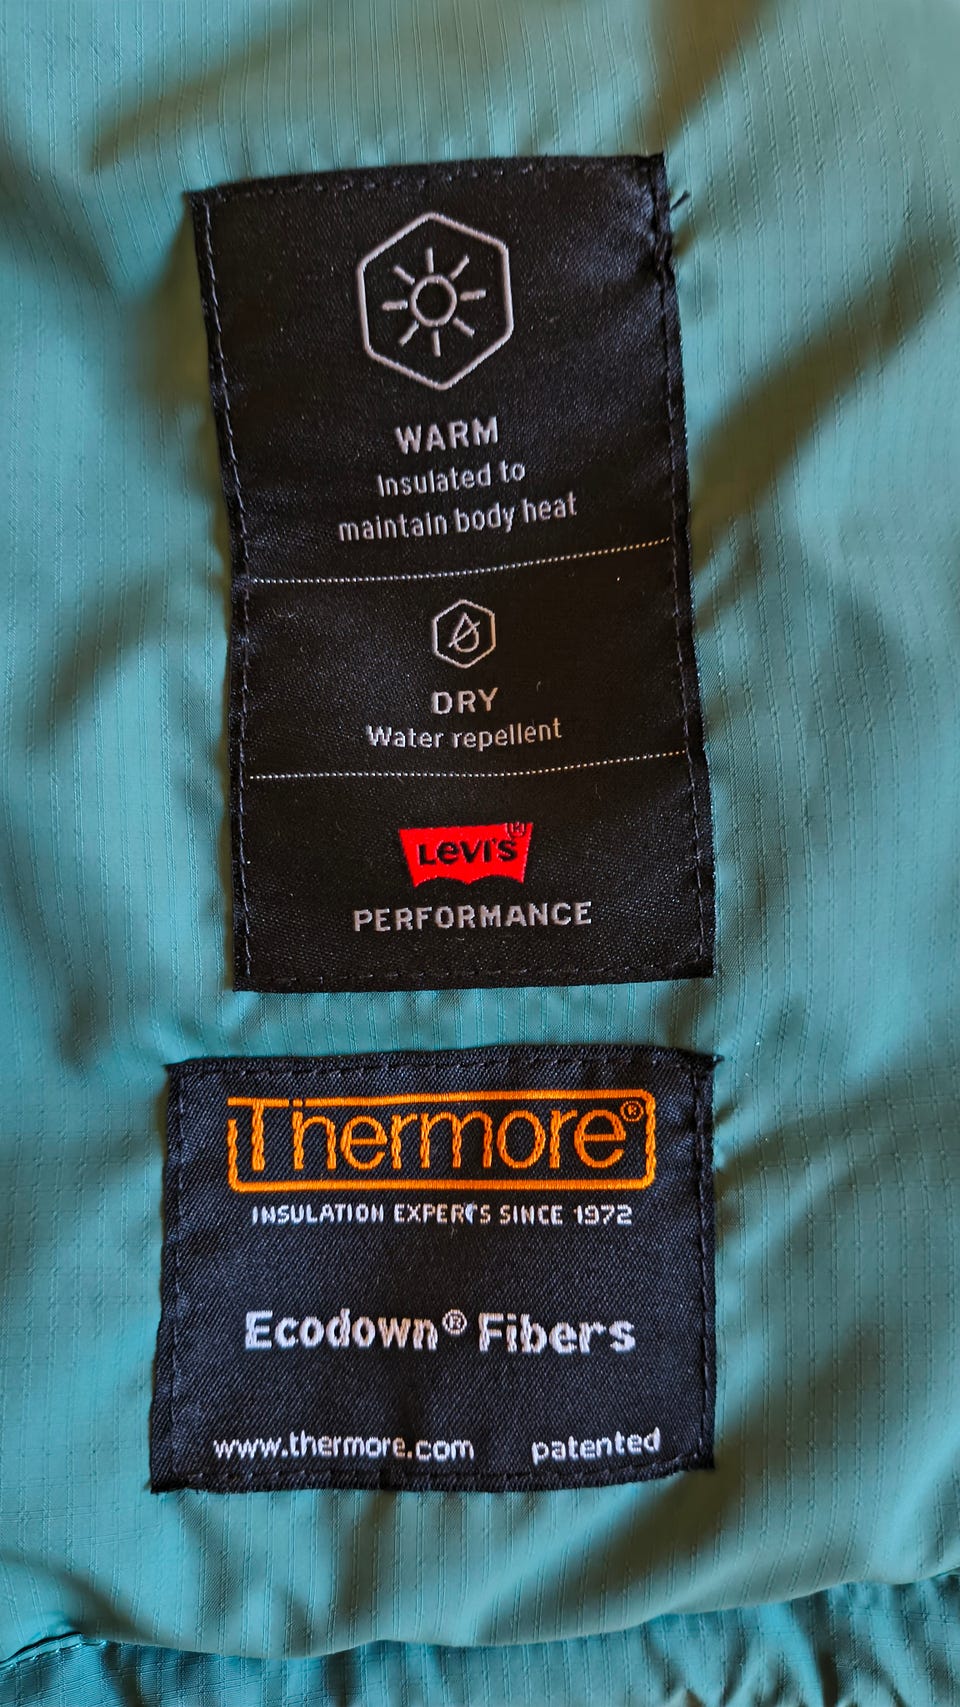 WARM
Insulated to
maintain body heat
DRY
Water repellent
Levi's®
PERFORMANCE
Thermore®
INSULATION EXPERTS SINCE 1972
Ecodown® Fibers
www.thermore.com patented